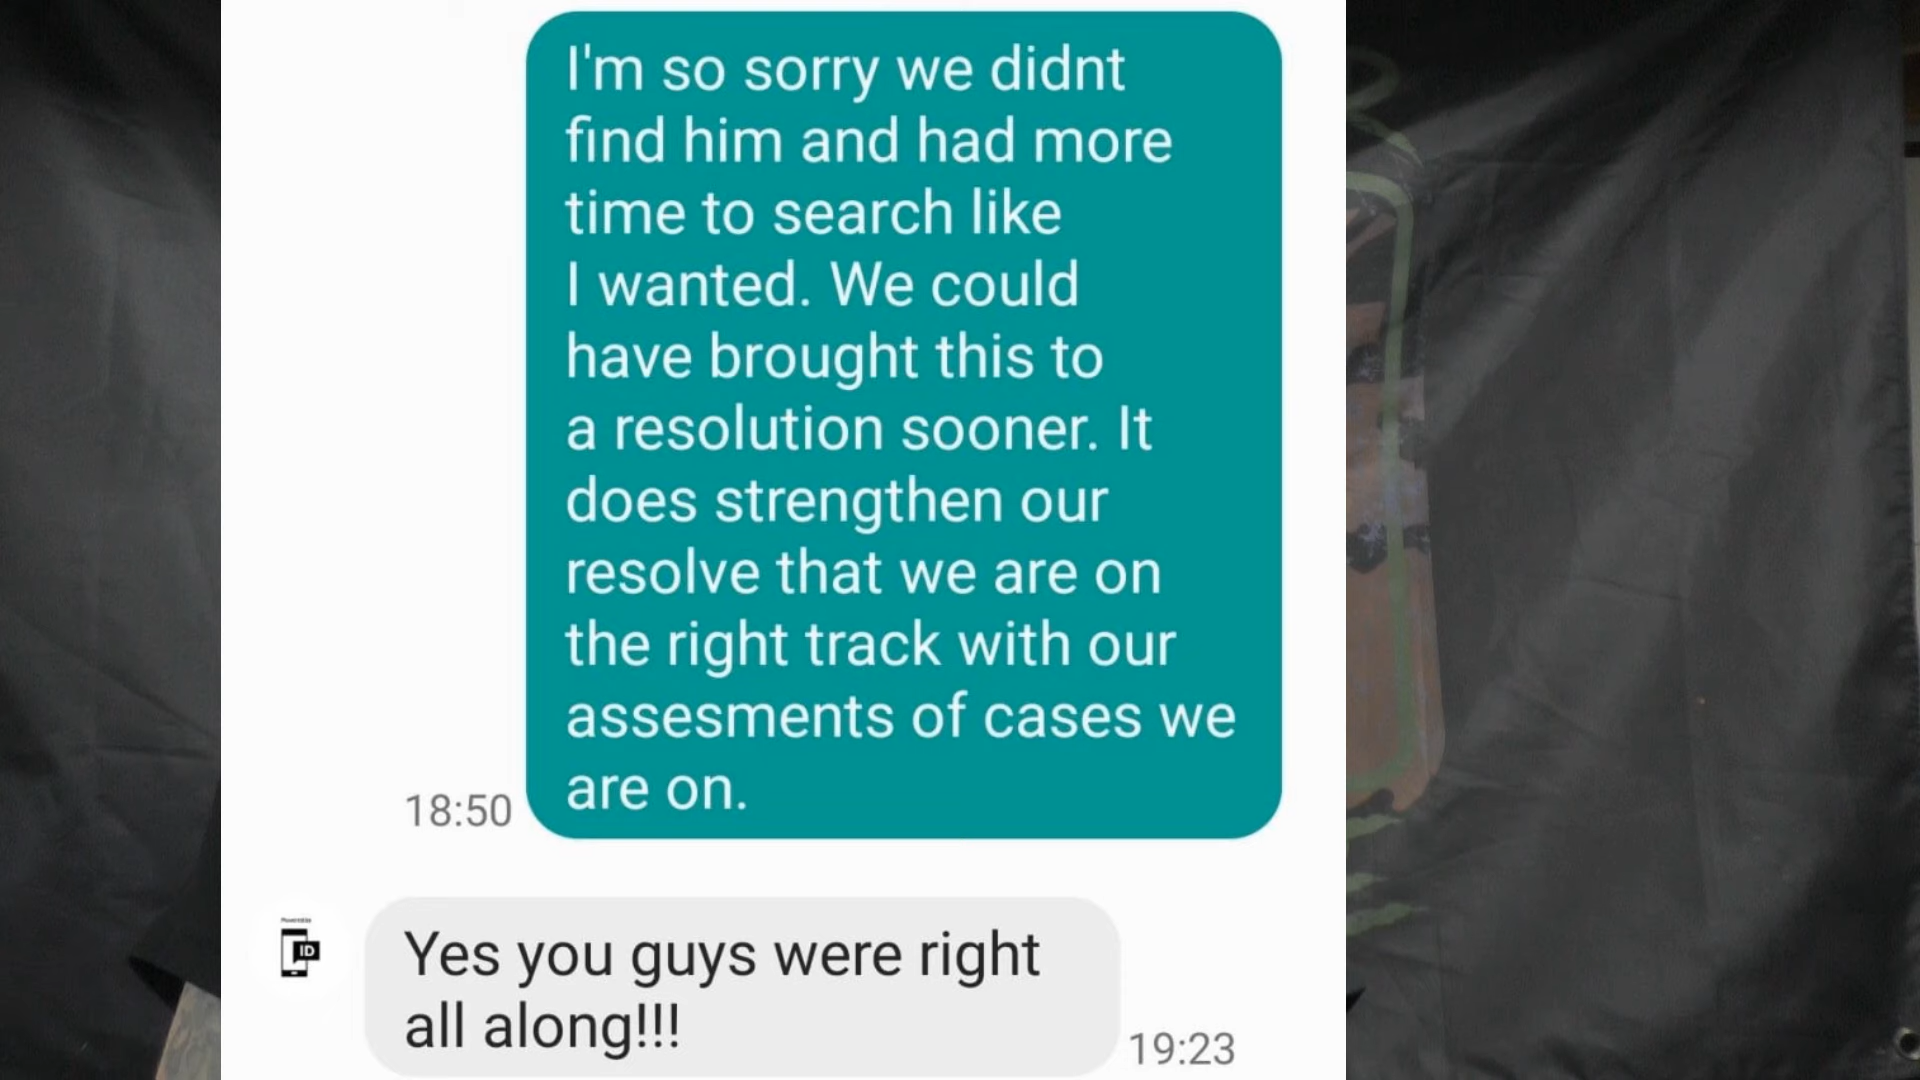 I'm so sorry we didnt
find him and had more
time to search like
I wanted. We could
have brought this to
a resolution sooner. It
does strengthen our
resolve that we are on
the right track with our
assesments of cases we
are on.
18:50
ID
Yes you guys were right
all along!!!
19:23